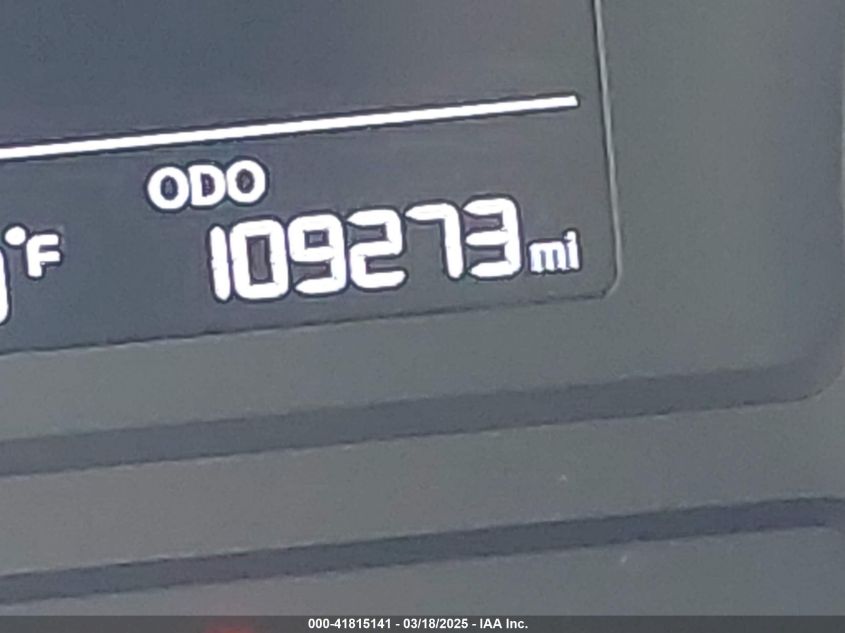 ODO
°F
109273 mi
000-41815141 - 03/18/2025 - IAA Inc.